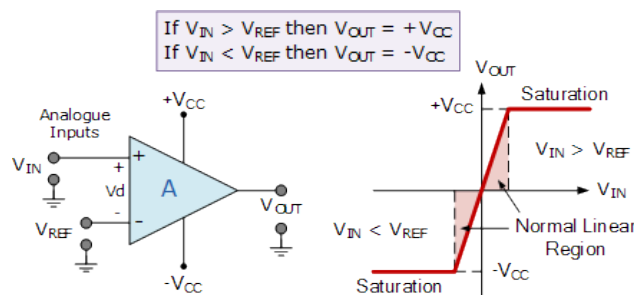 If VIN > VREF then VOUT = +VCC
If VIN < VREF then VOUT = -VCC
Analogue
Inputs
+VCC
VIN
+
+
Vd
A
-
-
VREF
VOUT
-VCC
VOUT
+VCC
Saturation
VIN > VREF
VIN
VIN < VREF
Normal Linear
Region
-VCC
Saturation